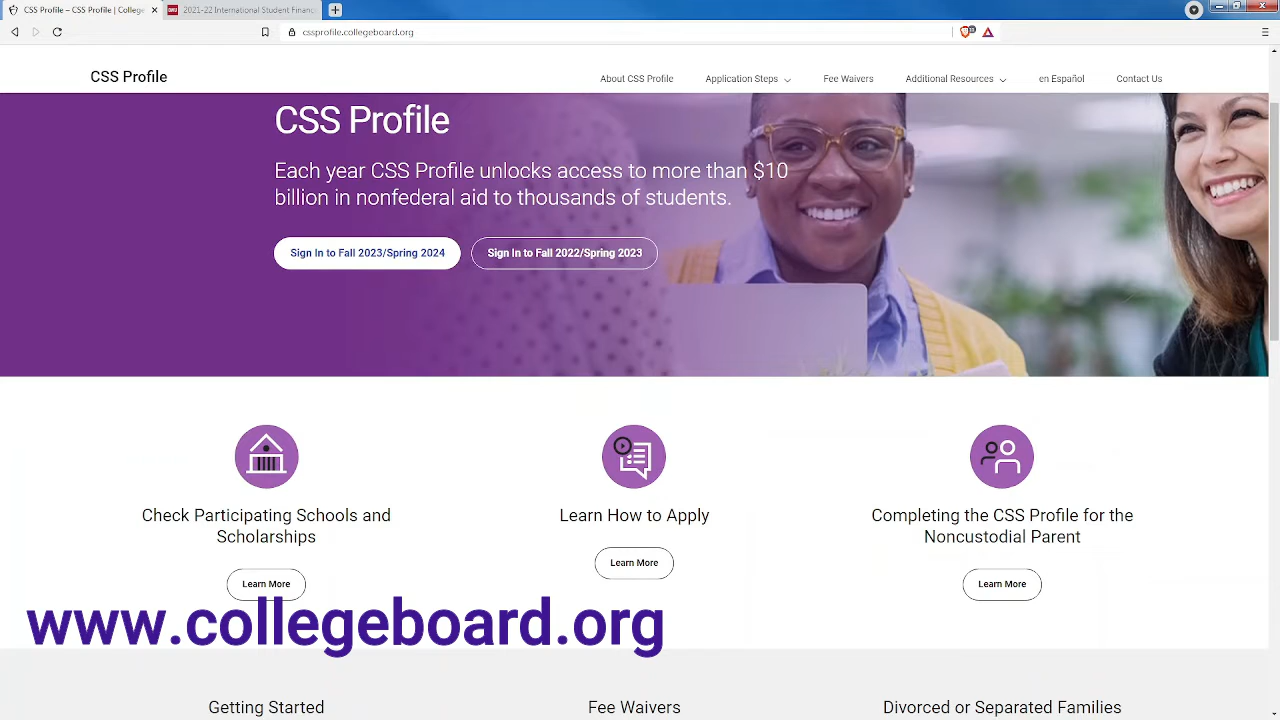 CSS Profile – CSS Profile | College
2021-22 International Student Financ
cssprofile.collegeboard.org
CSS Profile
About CSS Profile
Application Steps
Fee Waivers
Additional Resources
en Español
Contact Us
CSS Profile
Each year CSS Profile unlocks access to more than $10
billion in nonfederal aid to thousands of students.
Sign In to Fall 2023/Spring 2024
Sign In to Fall 2022/Spring 2023
Check Participating Schools and
Scholarships
Learn More
Learn How to Apply
Learn More
Completing the CSS Profile for the
Noncustodial Parent
Learn More
www.collegeboard.org
Getting Started
Fee Waivers
Divorced or Separated Families